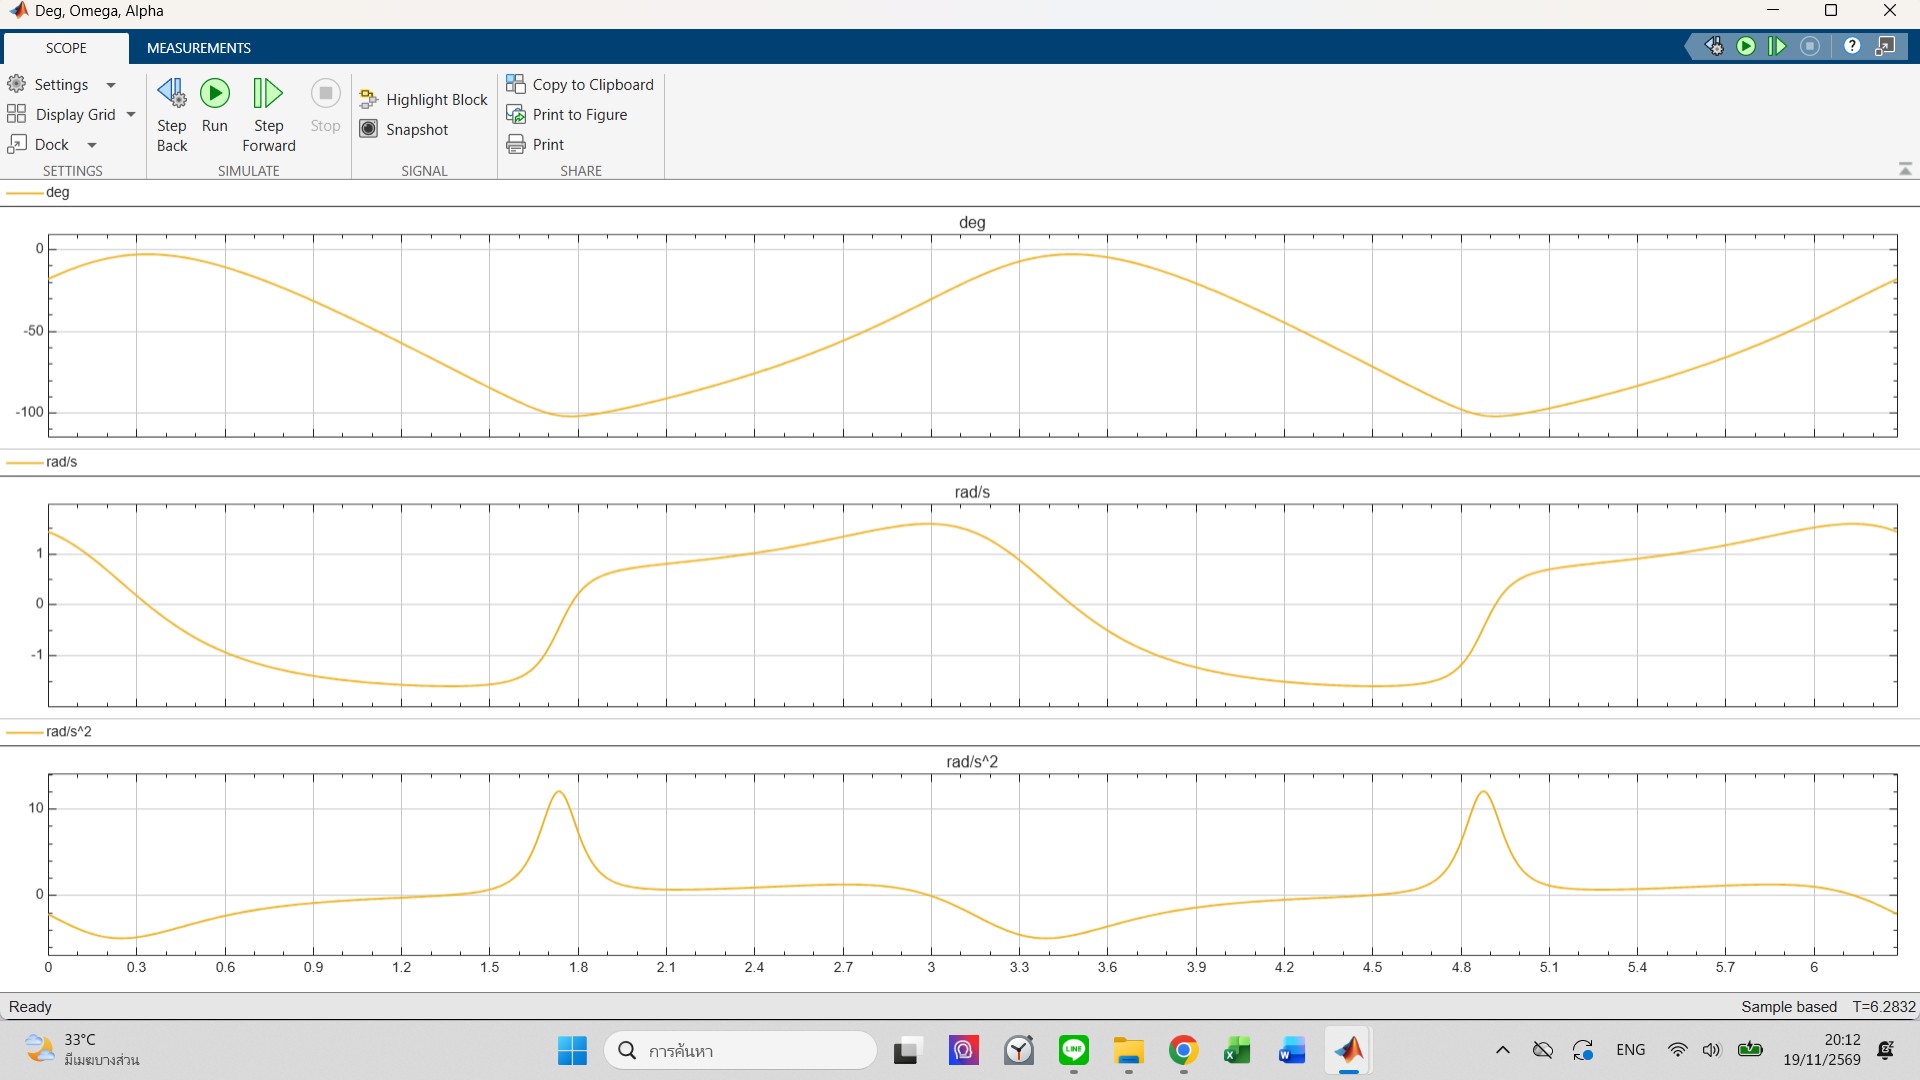 Deg, Omega, Alpha
SCOPE MEASUREMENTS
Settings
Display Grid
Dock
SETTINGS
Step Back
Run
Step Forward
Stop
SIMULATE
Highlight Block
Snapshot
SIGNAL
Copy to Clipboard
Print to Figure
Print
SHARE
deg
deg
0
-50
-100
rad/s
rad/s
1
0
-1
rad/s^2
rad/s^2
10
0
0 0.3 0.6 0.9 1.2 1.5 1.8 2.1 2.4 2.7 3 3.3 3.6 3.9 4.2 4.5 4.8 5.1 5.4 5.7 6
Ready Sample based T=6.2832
33°C
มีเมฆบางส่วน
การค้นหา
LINE
ENG
20:12
19/11/2569